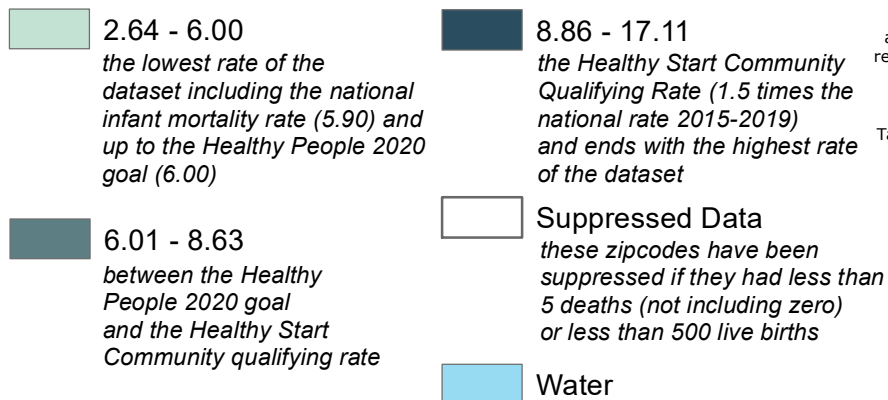 2.64 - 6.00
the lowest rate of the
dataset including the national
infant mortality rate (5.90) and
up to the Healthy People 2020
goal (6.00)
6.01 - 8.63
between the Healthy
People 2020 goal
and the Healthy Start
Community qualifying rate
8.86 - 17.11
the Healthy Start Community
Qualifying Rate (1.5 times the
national rate 2015-2019)
and ends with the highest rate
of the dataset
Suppressed Data
these zipcodes have been
suppressed if they had less than
5 deaths (not including zero)
or less than 500 live births
Water